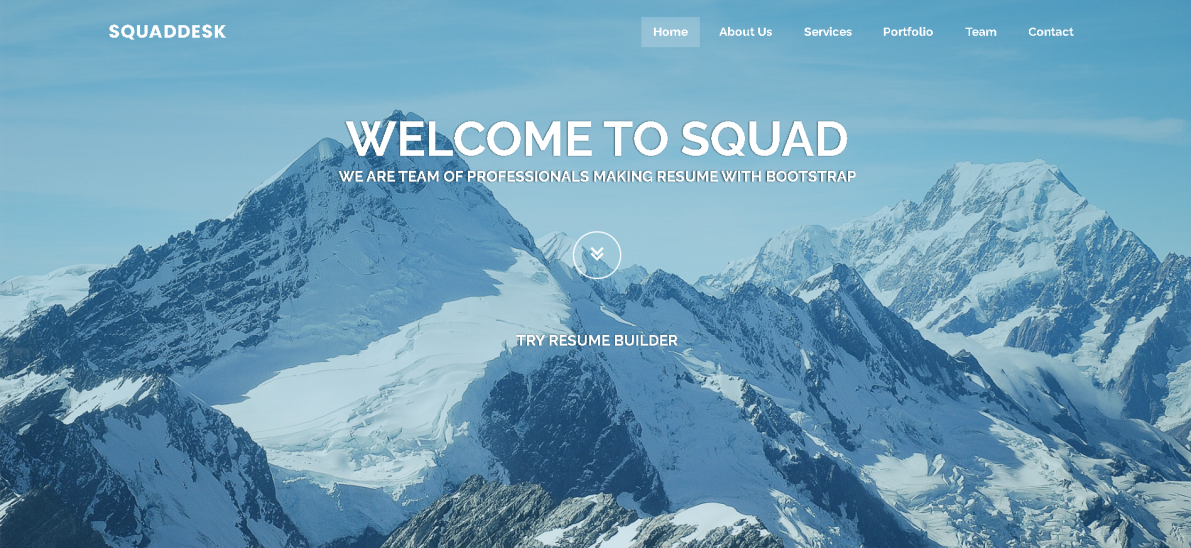 SQUADDESK
Home About Us Services Portfolio Team Contact
WELCOME TO SQUAD
WE ARE TEAM OF PROFESSIONALS MAKING RESUME WITH BOOTSTRAP
TRY RESUME BUILDER